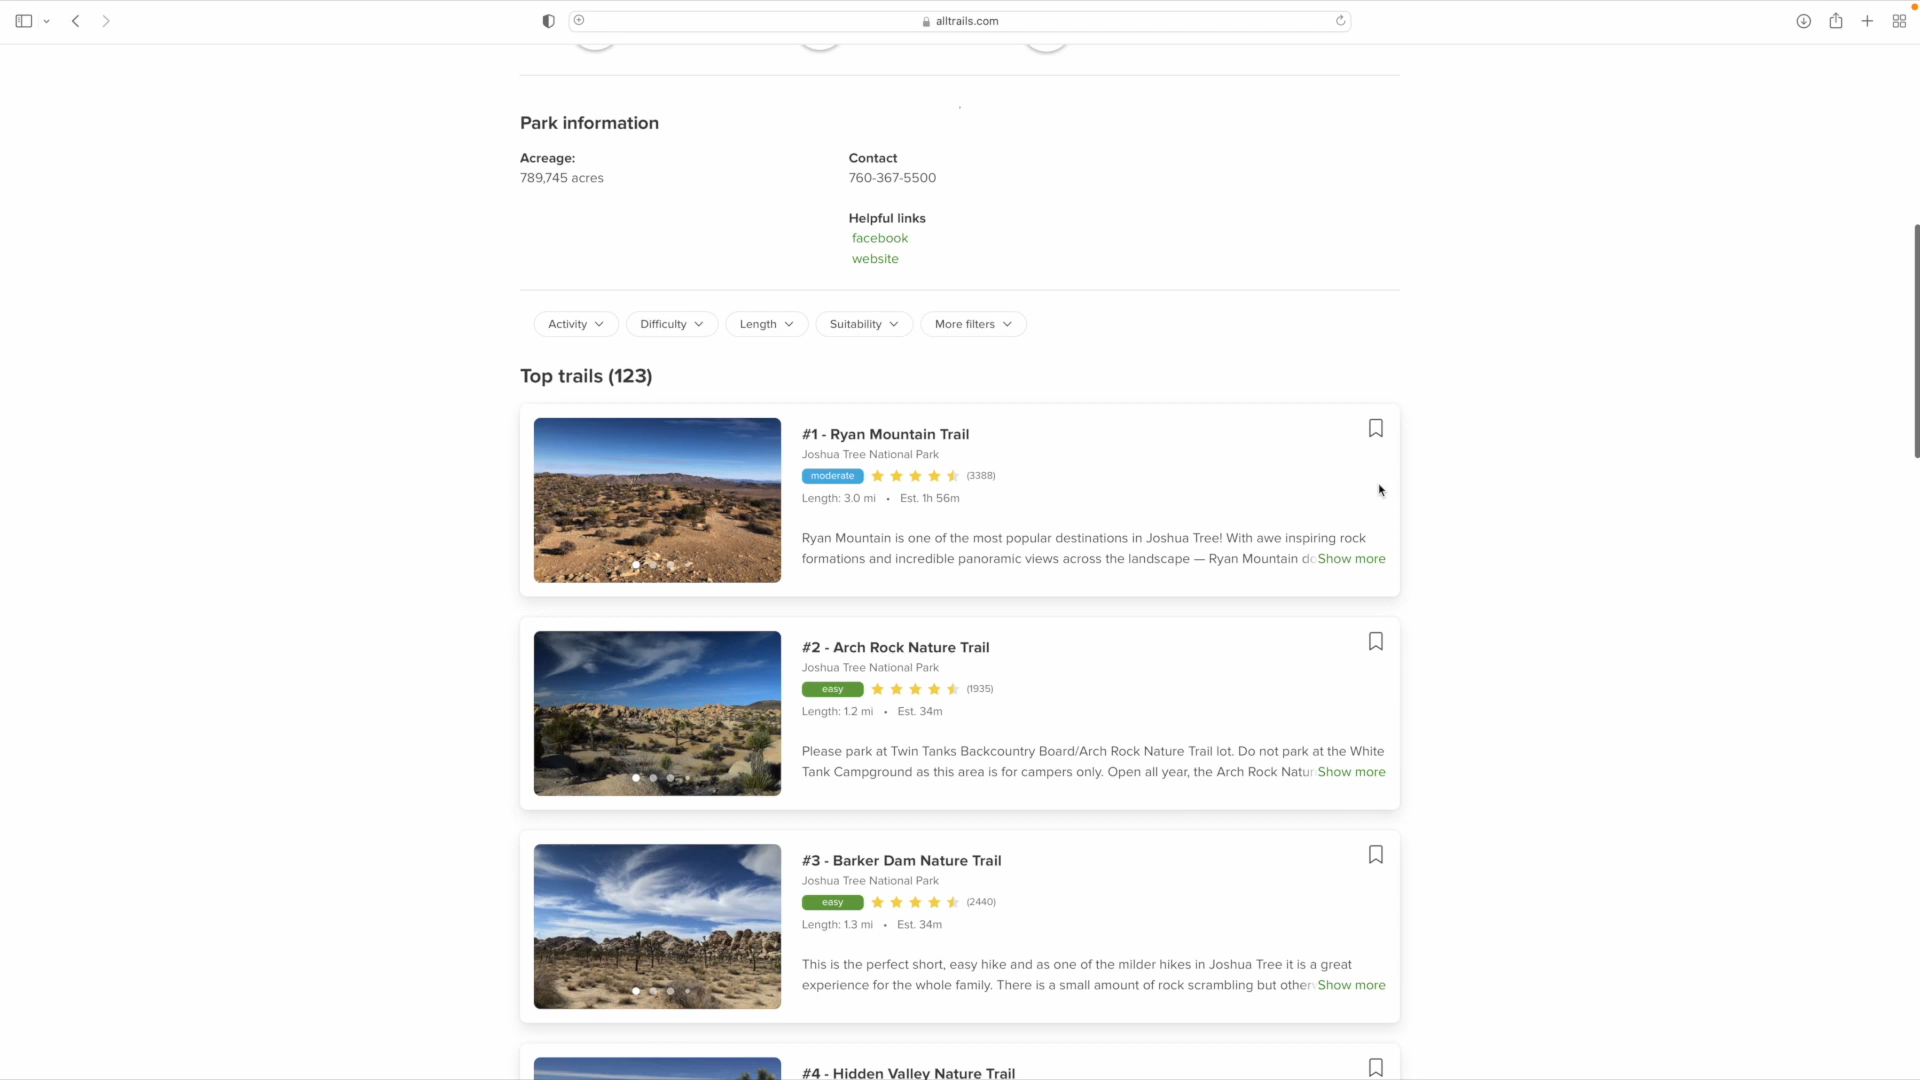 alltrails.com
Park information
Acreage:
789,745 acres
Contact
760-367-5500
Helpful links
facebook
website
Activity
Difficulty
Length
Suitability
More filters
Top trails (123)
#1 - Ryan Mountain Trail
Joshua Tree National Park
moderate (3388)
Length: 3.0 mi • Est. 1h 56m
Ryan Mountain is one of the most popular destinations in Joshua Tree! With awe inspiring rock
formations and incredible panoramic views across the landscape — Ryan Mountain do Show more
#2 - Arch Rock Nature Trail
Joshua Tree National Park
easy (1935)
Length: 1.2 mi • Est. 34m
Please park at Twin Tanks Backcountry Board/Arch Rock Nature Trail lot. Do not park at the White
Tank Campground as this area is for campers only. Open all year, the Arch Rock Natur Show more
#3 - Barker Dam Nature Trail
Joshua Tree National Park
easy (2440)
Length: 1.3 mi • Est. 34m
This is the perfect short, easy hike and as one of the milder hikes in Joshua Tree it is a great
experience for the whole family. There is a small amount of rock scrambling but other Show more
#4 - Hidden Valley Nature Trail